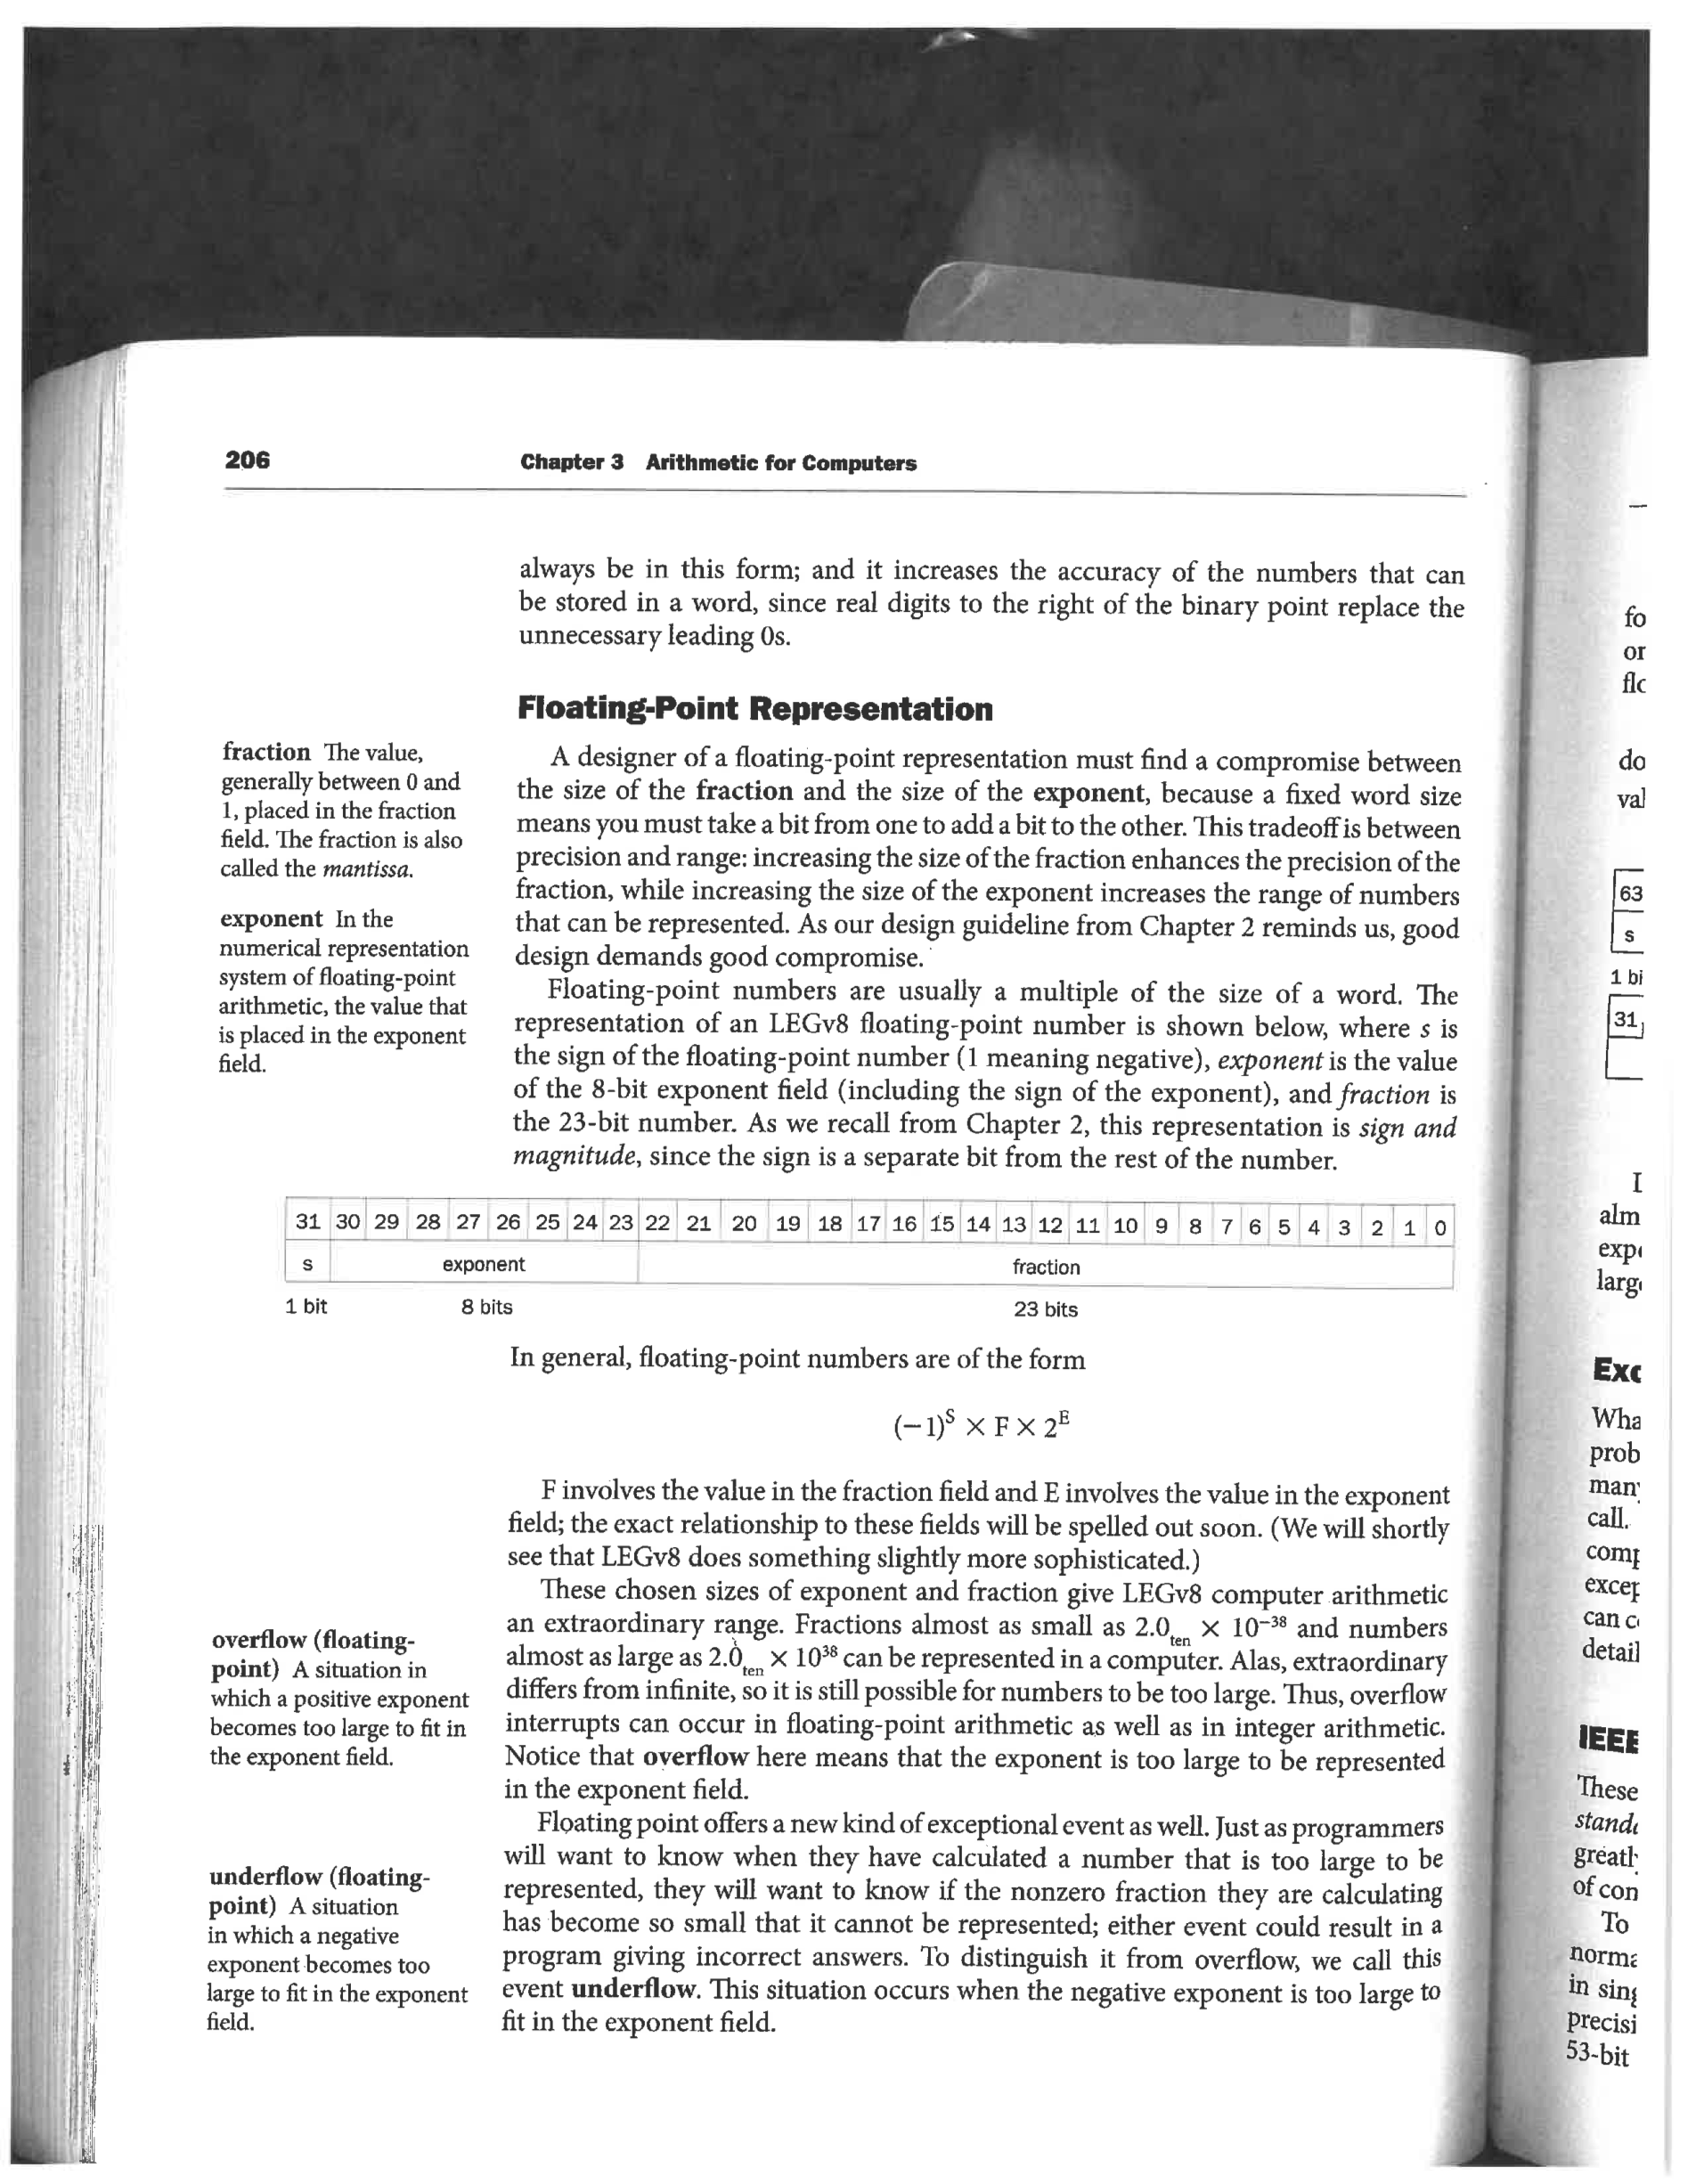 206
Chapter 3 Arithmetic for Computers
always be in this form; and it increases the accuracy of the numbers that can
be stored in a word, since real digits to the right of the binary point replace the
unnecessary leading 0s.
Floating-Point Representation
fraction The value,
generally between 0 and
1, placed in the fraction
field. The fraction is also
called the mantissa.
exponent In the
numerical representation
system of floating-point
arithmetic, the value that
is placed in the exponent
field.
A designer of a floating-point representation must find a compromise between
the size of the fraction and the size of the exponent, because a fixed word size
means you must take a bit from one to add a bit to the other. This tradeoff is between
precision and range: increasing the size of the fraction enhances the precision of the
fraction, while increasing the size of the exponent increases the range of numbers
that can be represented. As our design guideline from Chapter 2 reminds us, good
design demands good compromise.
Floating-point numbers are usually a multiple of the size of a word. The
representation of an LEGv8 floating-point number is shown below, where s is
the sign of the floating-point number (1 meaning negative), exponent is the value
of the 8-bit exponent field (including the sign of the exponent), and fraction is
the 23-bit number. As we recall from Chapter 2, this representation is sign and
magnitude, since the sign is a separate bit from the rest of the number.
31 30 29 28 27 26 25 24 23 22 21 20 19 18 17 16 15 14 13 12 11 10 9 8 7 6 5 4 3 2 1 0
s exponent fraction
1 bit 8 bits 23 bits
In general, floating-point numbers are of the form
(−1)^S × F × 2^E
F involves the value in the fraction field and E involves the value in the exponent
field; the exact relationship to these fields will be spelled out soon. (We will shortly
see that LEGv8 does something slightly more sophisticated.)
These chosen sizes of exponent and fraction give LEGv8 computer arithmetic
an extraordinary range. Fractions almost as small as 2.0ten × 10⁻³⁸ and numbers
almost as large as 2.0ten × 10³⁸ can be represented in a computer. Alas, extraordinary
differs from infinite, so it is still possible for numbers to be too large. Thus, overflow
interrupts can occur in floating-point arithmetic as well as in integer arithmetic.
Notice that overflow here means that the exponent is too large to be represented
in the exponent field.
overflow (floating-
point) A situation in
which a positive exponent
becomes too large to fit in
the exponent field.
Floating point offers a new kind of exceptional event as well. Just as programmers
will want to know when they have calculated a number that is too large to be
represented, they will want to know if the nonzero fraction they are calculating
has become so small that it cannot be represented; either event could result in a
program giving incorrect answers. To distinguish it from overflow, we call this
event underflow. This situation occurs when the negative exponent is too large to
fit in the exponent field.
underflow (floating-
point) A situation
in which a negative
exponent becomes too
large to fit in the exponent
field.
63
s
31
These
of con
To
53-bit